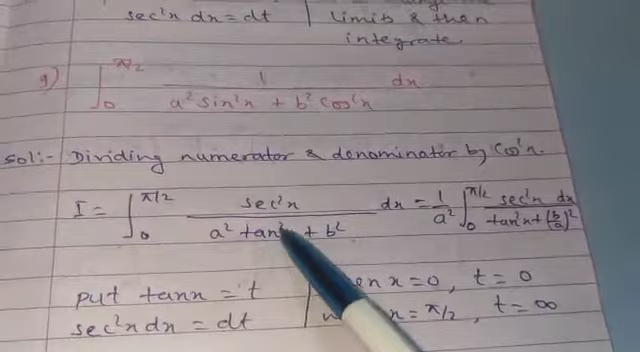 sec²x dx = dt | limits & then
integrate
9) ∫₀^π/2 1/(a² sin²x + b² cos²x) dx
Sol:- Dividing numerator & denominator by cos²x.
I = ∫₀^π/2 sec²x/(a² tan²x + b²) dx = 1/a² ∫₀^π/2 sec²x dx/(tan²x + (b/a)²)
put tanx = t | x = 0, t = 0
sec²x dx = dt | x = π/2, t = ∞